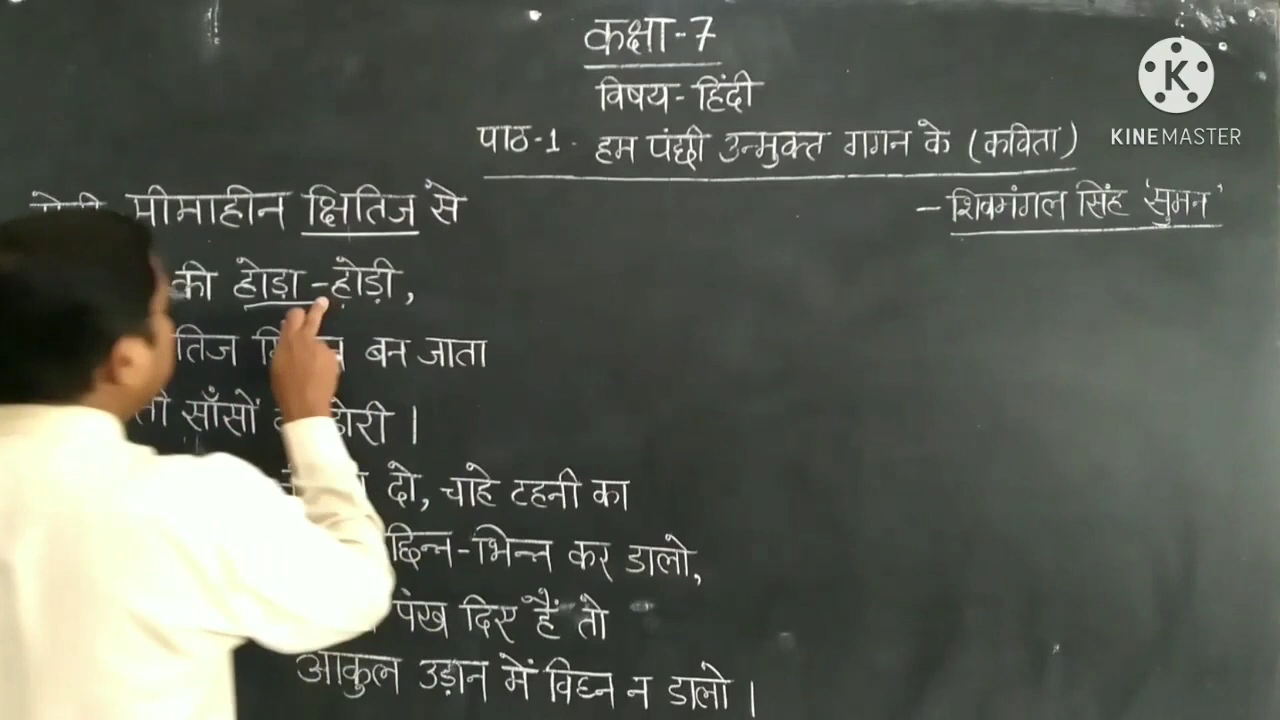 कक्षा-7
विषय-हिंदी
पाठ-1. हम पंछी उन्मुक्त गगन के (कविता)
- शिवमंगल सिंह 'सुमन'
सीमाहीन क्षितिज से
की होड़ा-होड़ी,
तिज बन जाता
तो साँसों डोरी ।
दो, चाहे टहनी का
छिन्न-भिन्न कर डालो,
पंख दिए हैं तो
आकुल उड़ान में विघ्न न डालो ।
K
KINEMASTER